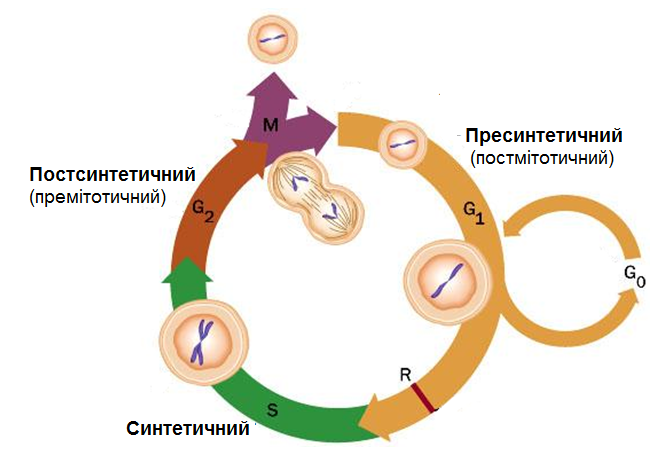 M
Пресинтетичний
(постмітотичний)
Постсинтетичний
(премітотичний)
G2
G1
G0
R
S
Синтетичний